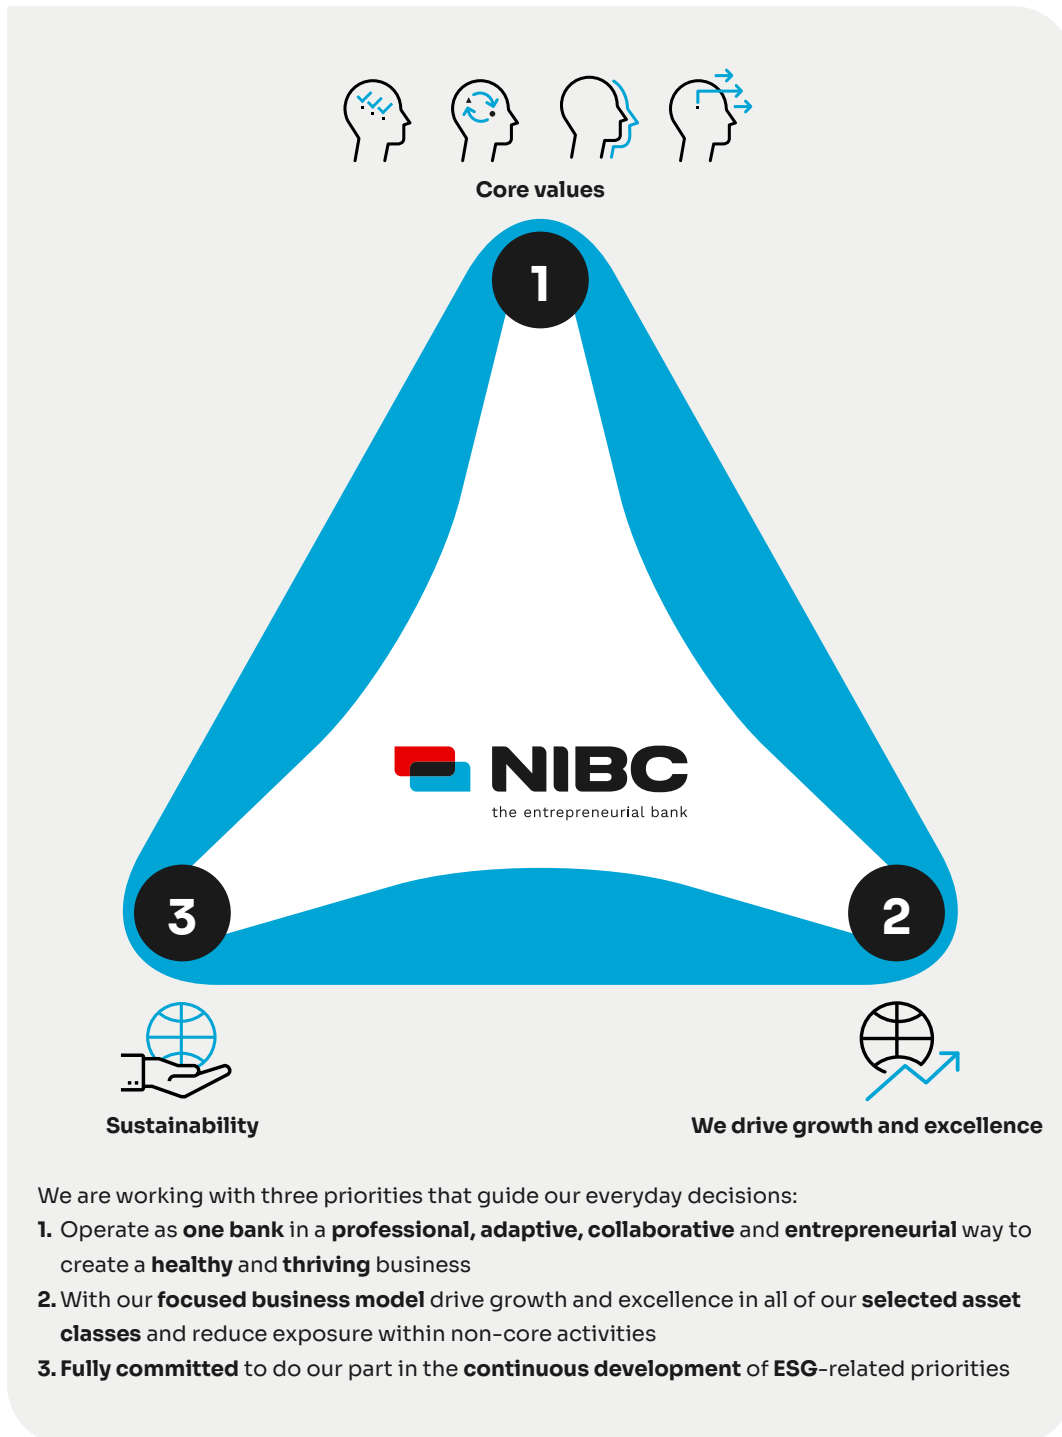 Core values
1
NIBC
the entrepreneurial bank
3
2
Sustainability
We drive growth and excellence
We are working with three priorities that guide our everyday decisions:
1. Operate as one bank in a professional, adaptive, collaborative and entrepreneurial way to
create a healthy and thriving business
2. With our focused business model drive growth and excellence in all of our selected asset
classes and reduce exposure within non-core activities
3. Fully committed to do our part in the continuous development of ESG-related priorities